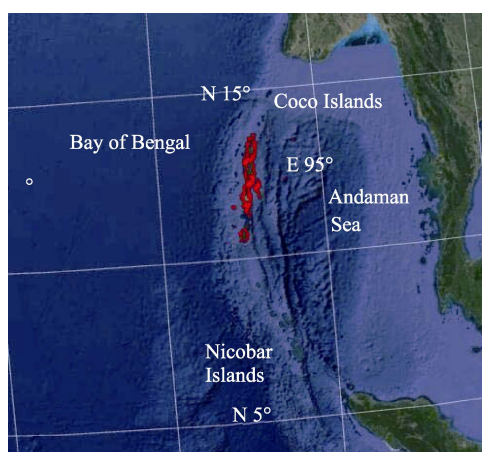 N 15°
Coco Islands
Bay of Bengal
E 95°
Andaman
Sea
Nicobar
Islands
N 5°